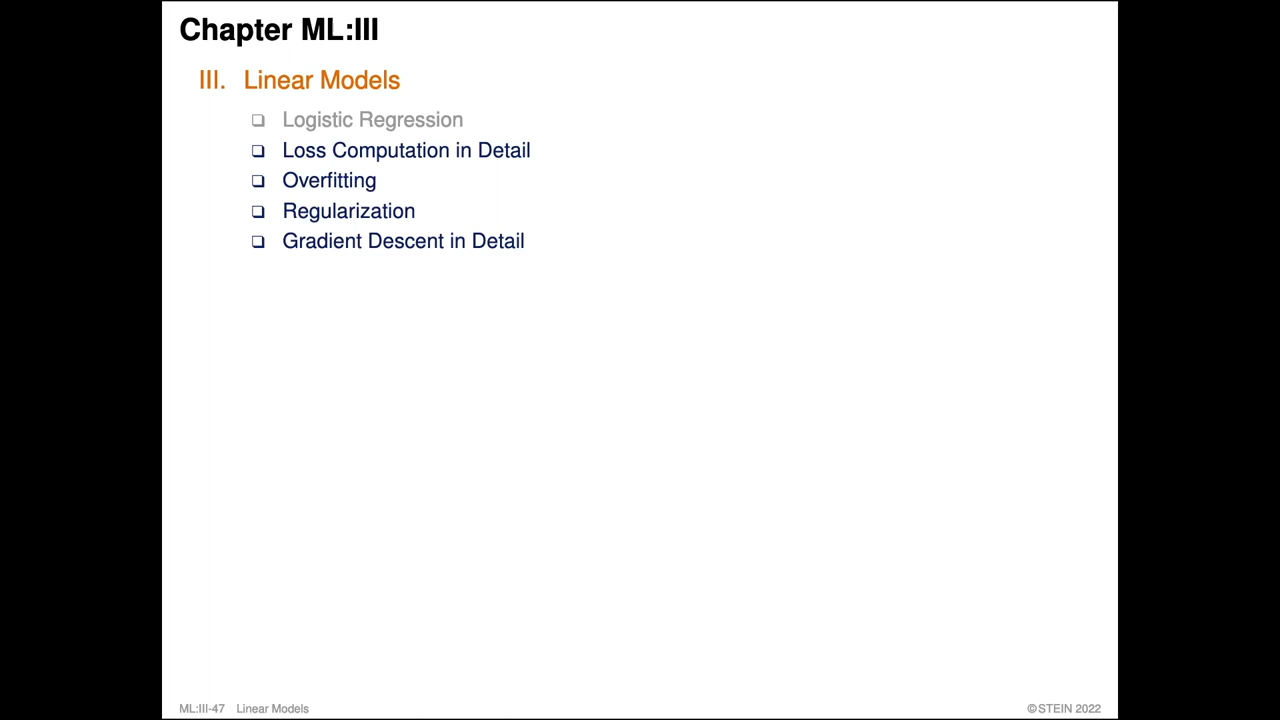 Chapter ML:III
III. Linear Models
❑ Logistic Regression
❑ Loss Computation in Detail
❑ Overfitting
❑ Regularization
❑ Gradient Descent in Detail
ML:III-47 Linear Models ©STEIN 2022